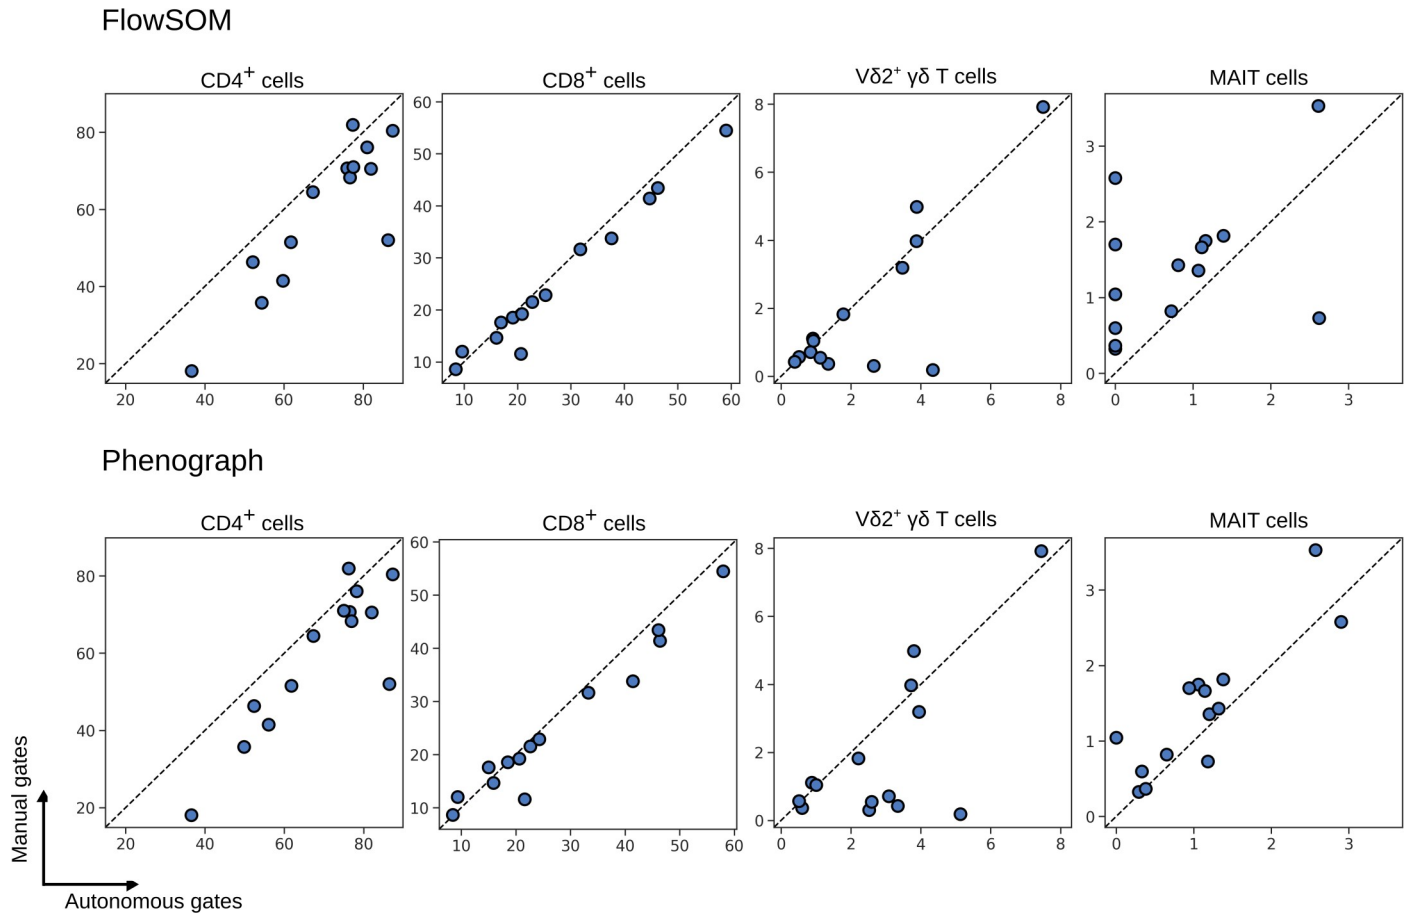 FlowSOM
CD4⁺ cells
CD8⁺ cells
Vδ2⁺ γδ T cells
MAIT cells
80
60
40
20
20 40 60 80
60
50
40
30
20
10
10 20 30 40 50 60
8
6
4
2
0
0 2 4 6 8
3
2
1
0
0 1 2 3
Phenograph
CD4⁺ cells
CD8⁺ cells
Vδ2⁺ γδ T cells
MAIT cells
80
60
40
20
20 40 60 80
60
50
40
30
20
10
10 20 30 40 50 60
8
6
4
2
0
0 2 4 6 8
3
2
1
0
0 1 2 3
Manual gates
Autonomous gates